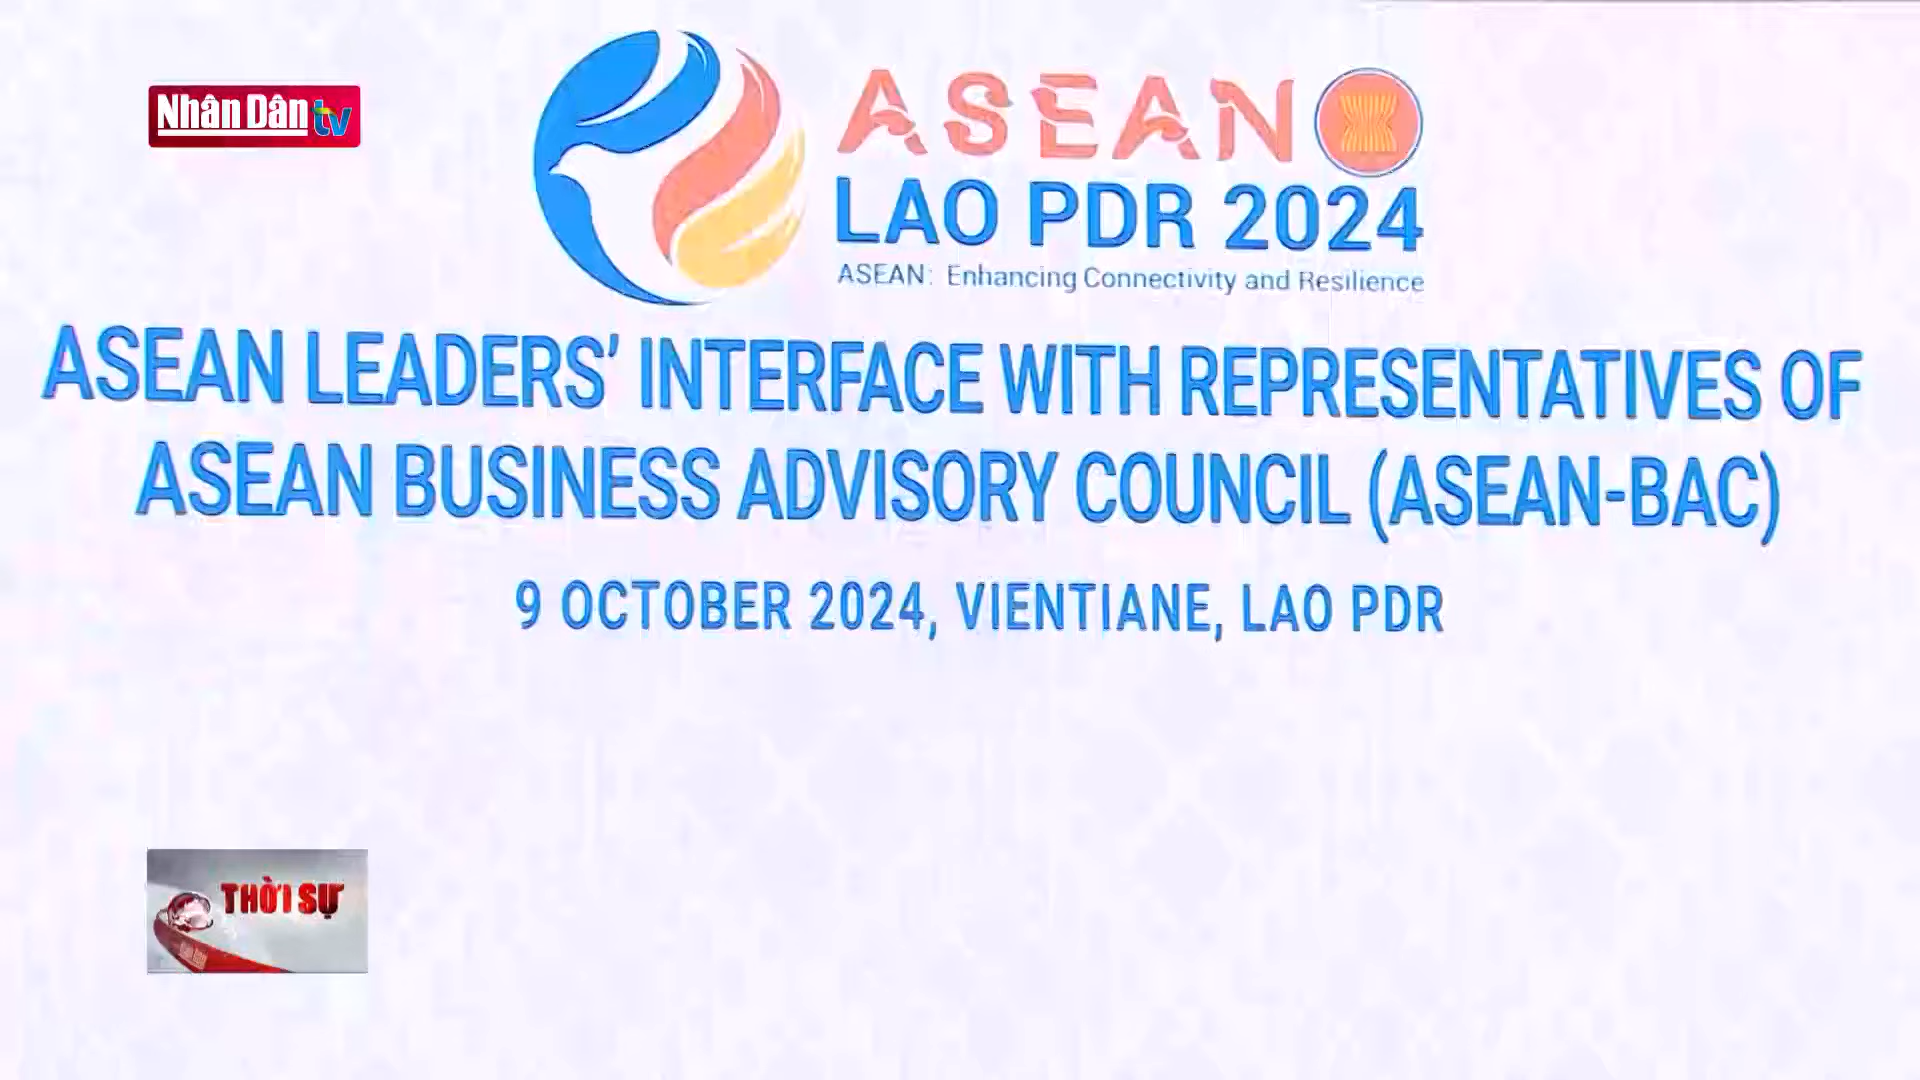 Nhân Dân tv
ASEAN
LAO PDR 2024
ASEAN: Enhancing Connectivity and Resilience
ASEAN LEADERS' INTERFACE WITH REPRESENTATIVES OF
ASEAN BUSINESS ADVISORY COUNCIL (ASEAN-BAC)
9 OCTOBER 2024, VIENTIANE, LAO PDR
THỜI SỰ